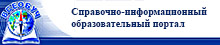 Справочно-информационный
образовательный портал